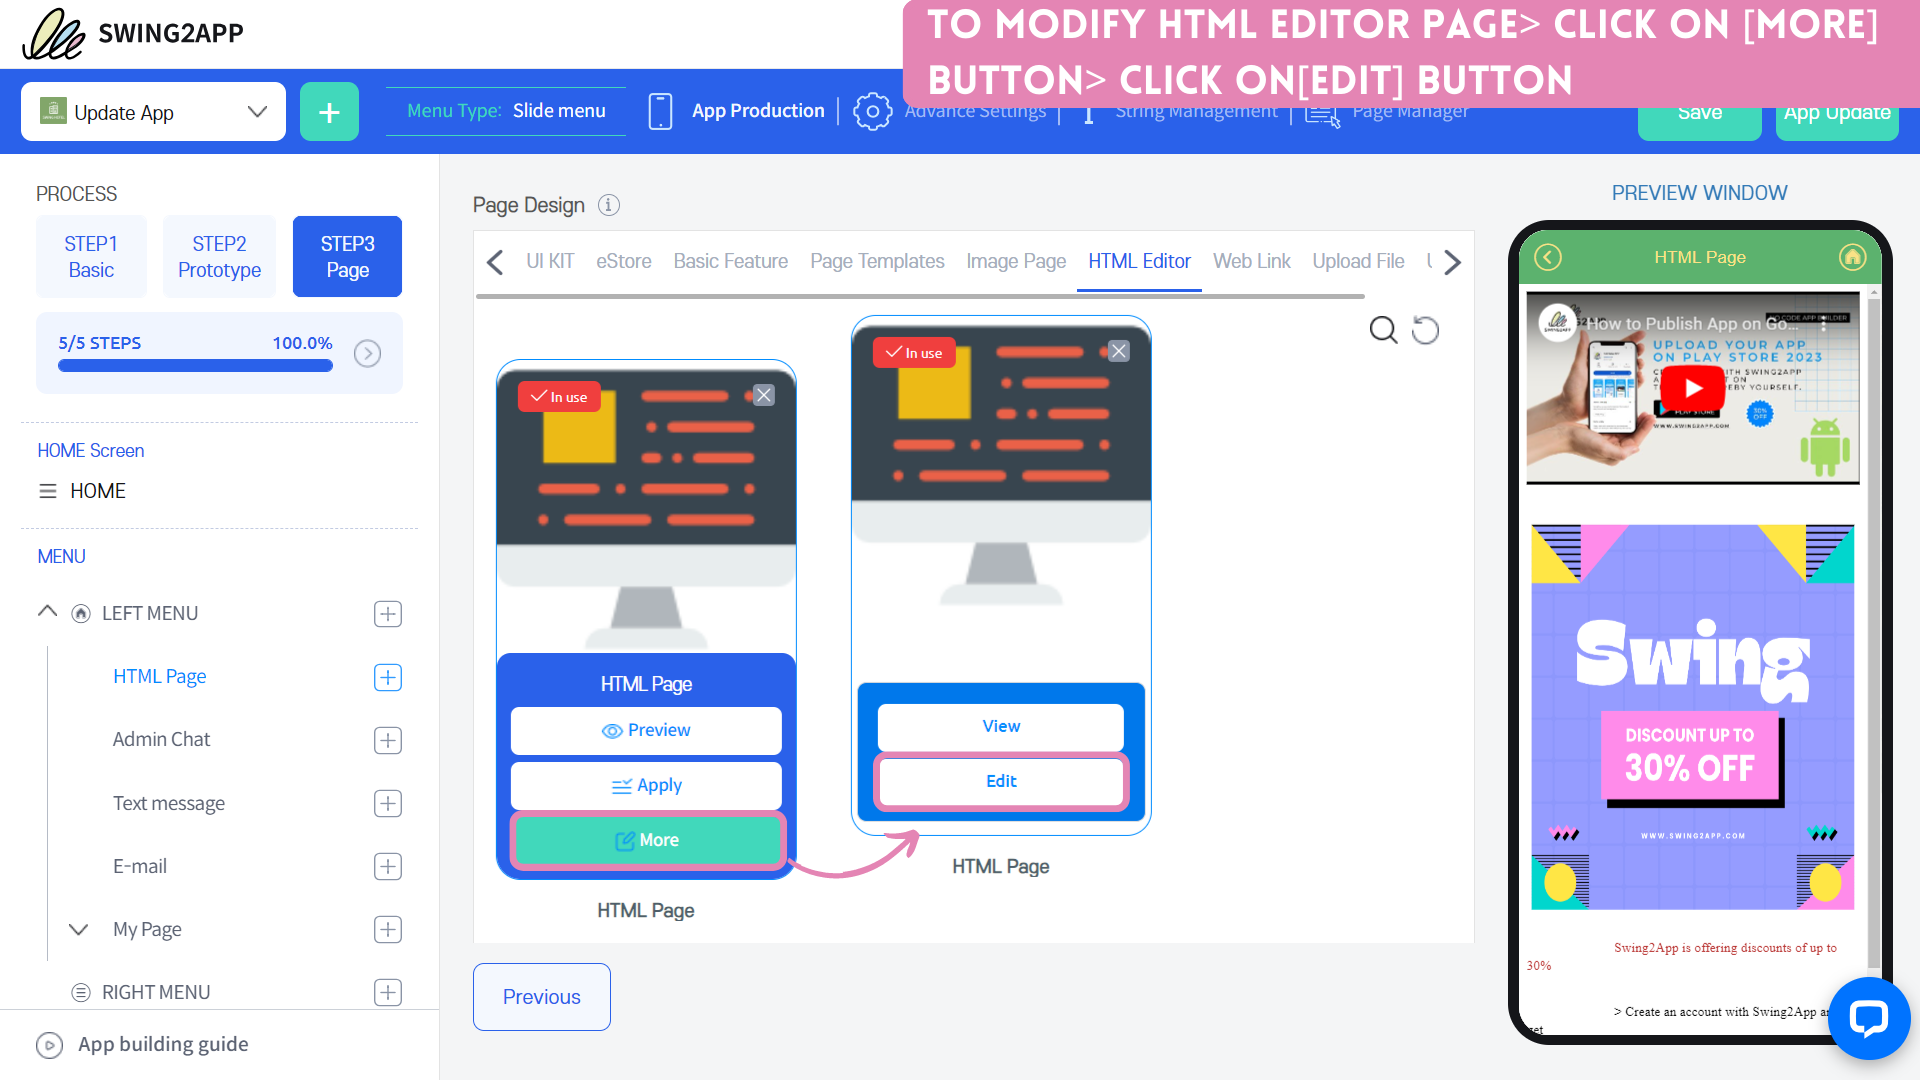 SWING2APP
TO MODIFY HTML EDITOR PAGE> CLICK ON [MORE]
BUTTON> CLICK ON[EDIT] BUTTON
Update App
+
Menu Type: Slide menu
App Production
Advance Settings
String Management
Page Manager
Save
App Update
PROCESS
STEP1
Basic
STEP2
Prototype
STEP3
Page
5/5 STEPS
100.0%
HOME Screen
HOME
MENU
LEFT MENU
HTML Page
Admin Chat
Text message
E-mail
My Page
RIGHT MENU
App building guide
Page Design
UI KIT
eStore
Basic Feature
Page Templates
Image Page
HTML Editor
Web Link
Upload File
In use
HTML Page
Preview
Apply
More
HTML Page
In use
View
Edit
HTML Page
Previous
PREVIEW WINDOW
HTML Page
How to Publish App on Go...
UPLOAD YOUR APP
ON PLAY STORE 2023
PLAY STORE
WWW.SWING2APP.COM
50%
OFF
Swing
DISCOUNT UP TO
30% OFF
WWW.SWING2APP.COM
Swing2App is offering discounts of up to
30%
> Create an account with Swing2App